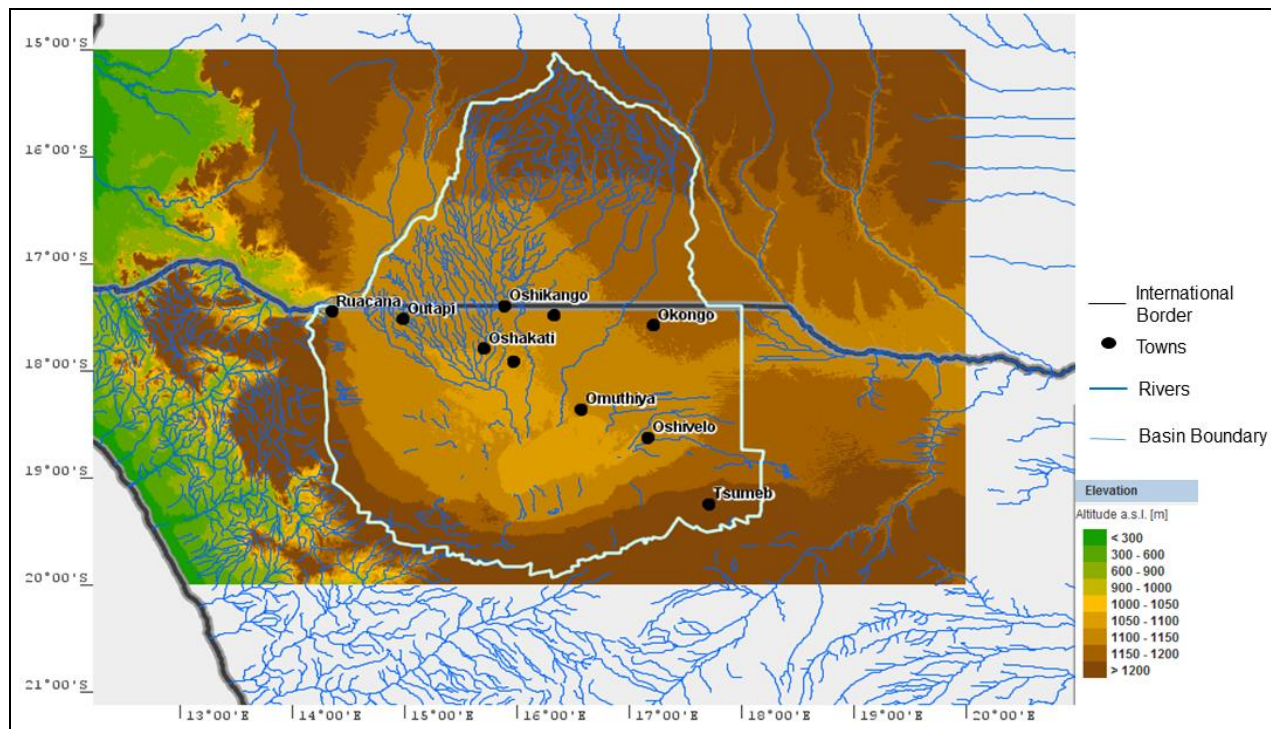 15°00'S
16°00'S
17°00'S
18°00'S
19°00'S
20°00'S
21°00'S
13°00'E
14°00'E
15°00'E
16°00'E
17°00'E
18°00'E
19°00'E
20°00'E
Ruacana
Outapi
Oshikango
Okongo
Oshakati
Omuthiya
Oshivelo
Tsumeb
International
Border
Towns
Rivers
Basin Boundary
Elevation
Altitude a.s.l. [m]
< 300
300 - 600
600 - 900
900 - 1000
1000 - 1050
1050 - 1100
1100 - 1150
1150 - 1200
> 1200